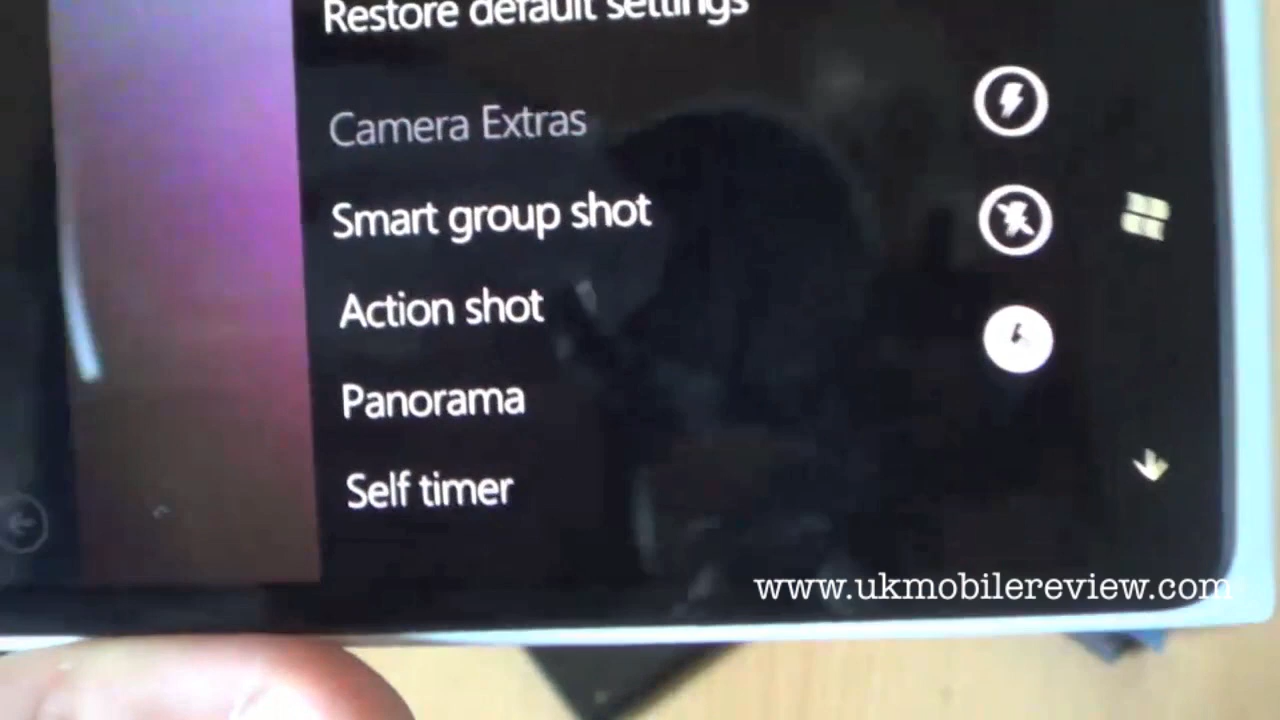 Restore default settings
Camera Extras
Smart group shot
Action shot
Panorama
Self timer
www.ukmobilereview.com